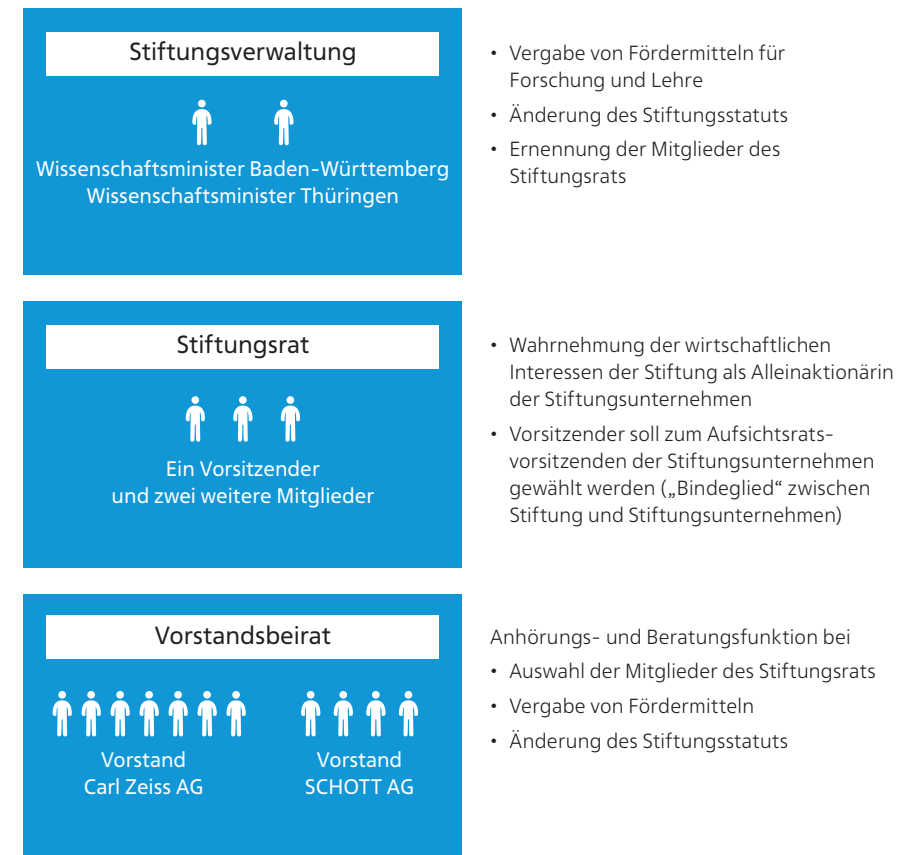 Stiftungsverwaltung
Wissenschaftsminister Baden-Württemberg
Wissenschaftsminister Thüringen
• Vergabe von Fördermitteln für
Forschung und Lehre
• Änderung des Stiftungsstatuts
• Ernennung der Mitglieder des
Stiftungsrats
Stiftungsrat
Ein Vorsitzender
und zwei weitere Mitglieder
• Wahrnehmung der wirtschaftlichen
Interessen der Stiftung als Alleinaktionärin
der Stiftungsunternehmen
• Vorsitzender soll zum Aufsichtsrats-
vorsitzenden der Stiftungsunternehmen
gewählt werden („Bindeglied“ zwischen
Stiftung und Stiftungsunternehmen)
Vorstandsbeirat
Vorstand
Carl Zeiss AG
Vorstand
SCHOTT AG
Anhörungs- und Beratungsfunktion bei
• Auswahl der Mitglieder des Stiftungsrats
• Vergabe von Fördermitteln
• Änderung des Stiftungsstatuts